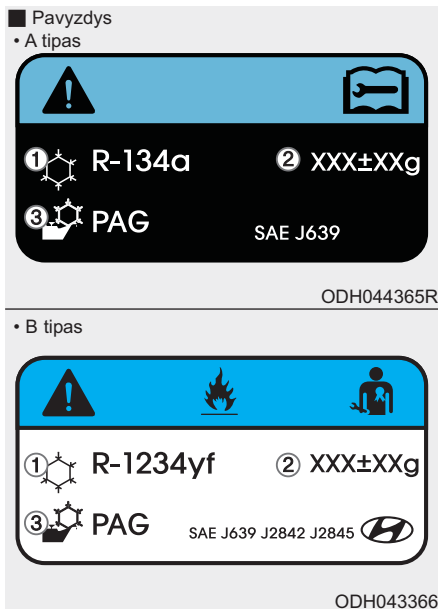 ■ Pavyzdys
• A tipas
① R-134a ② XXX±XXg
③ PAG SAE J639
ODH044365R
• B tipas
① R-1234yf ② XXX±XXg
③ PAG SAE J639 J2842 J2845
ODH043366